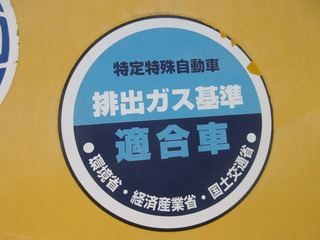 特定特殊自動車
排出ガス基準
適合車
・環境省・経済産業省・国土交通省・